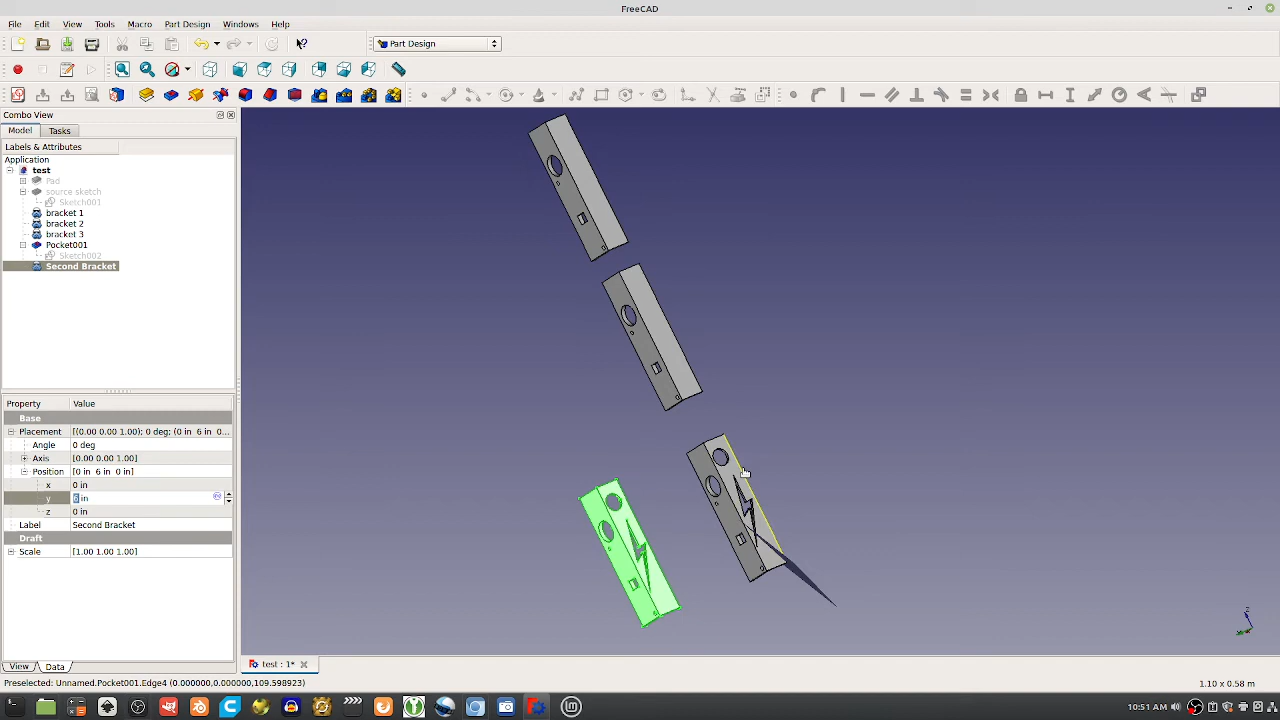 FreeCAD
File Edit View Tools Macro Part Design Windows Help
Part Design
Combo View
Model Tasks
Labels & Attributes
Application
test
Pad
source sketch
Sketch001
bracket 1
bracket 2
bracket 3
Pocket001
Sketch002
Second Bracket
Property Value
Base
Placement [(0.00 0.00 1.00); 0 deg; (0 in 6 in 0...
Angle 0 deg
Axis [0.00 0.00 1.00]
Position [0 in 6 in 0 in]
x 0 in
y 6 in
z 0 in
Label Second Bracket
Draft
Scale [1.00 1.00 1.00]
View Data
test : 1*
Preselected: Unnamed.Pocket001.Edge4 (0.000000,0.000000,109.598923)
1.10 x 0.58 m
10:51 AM